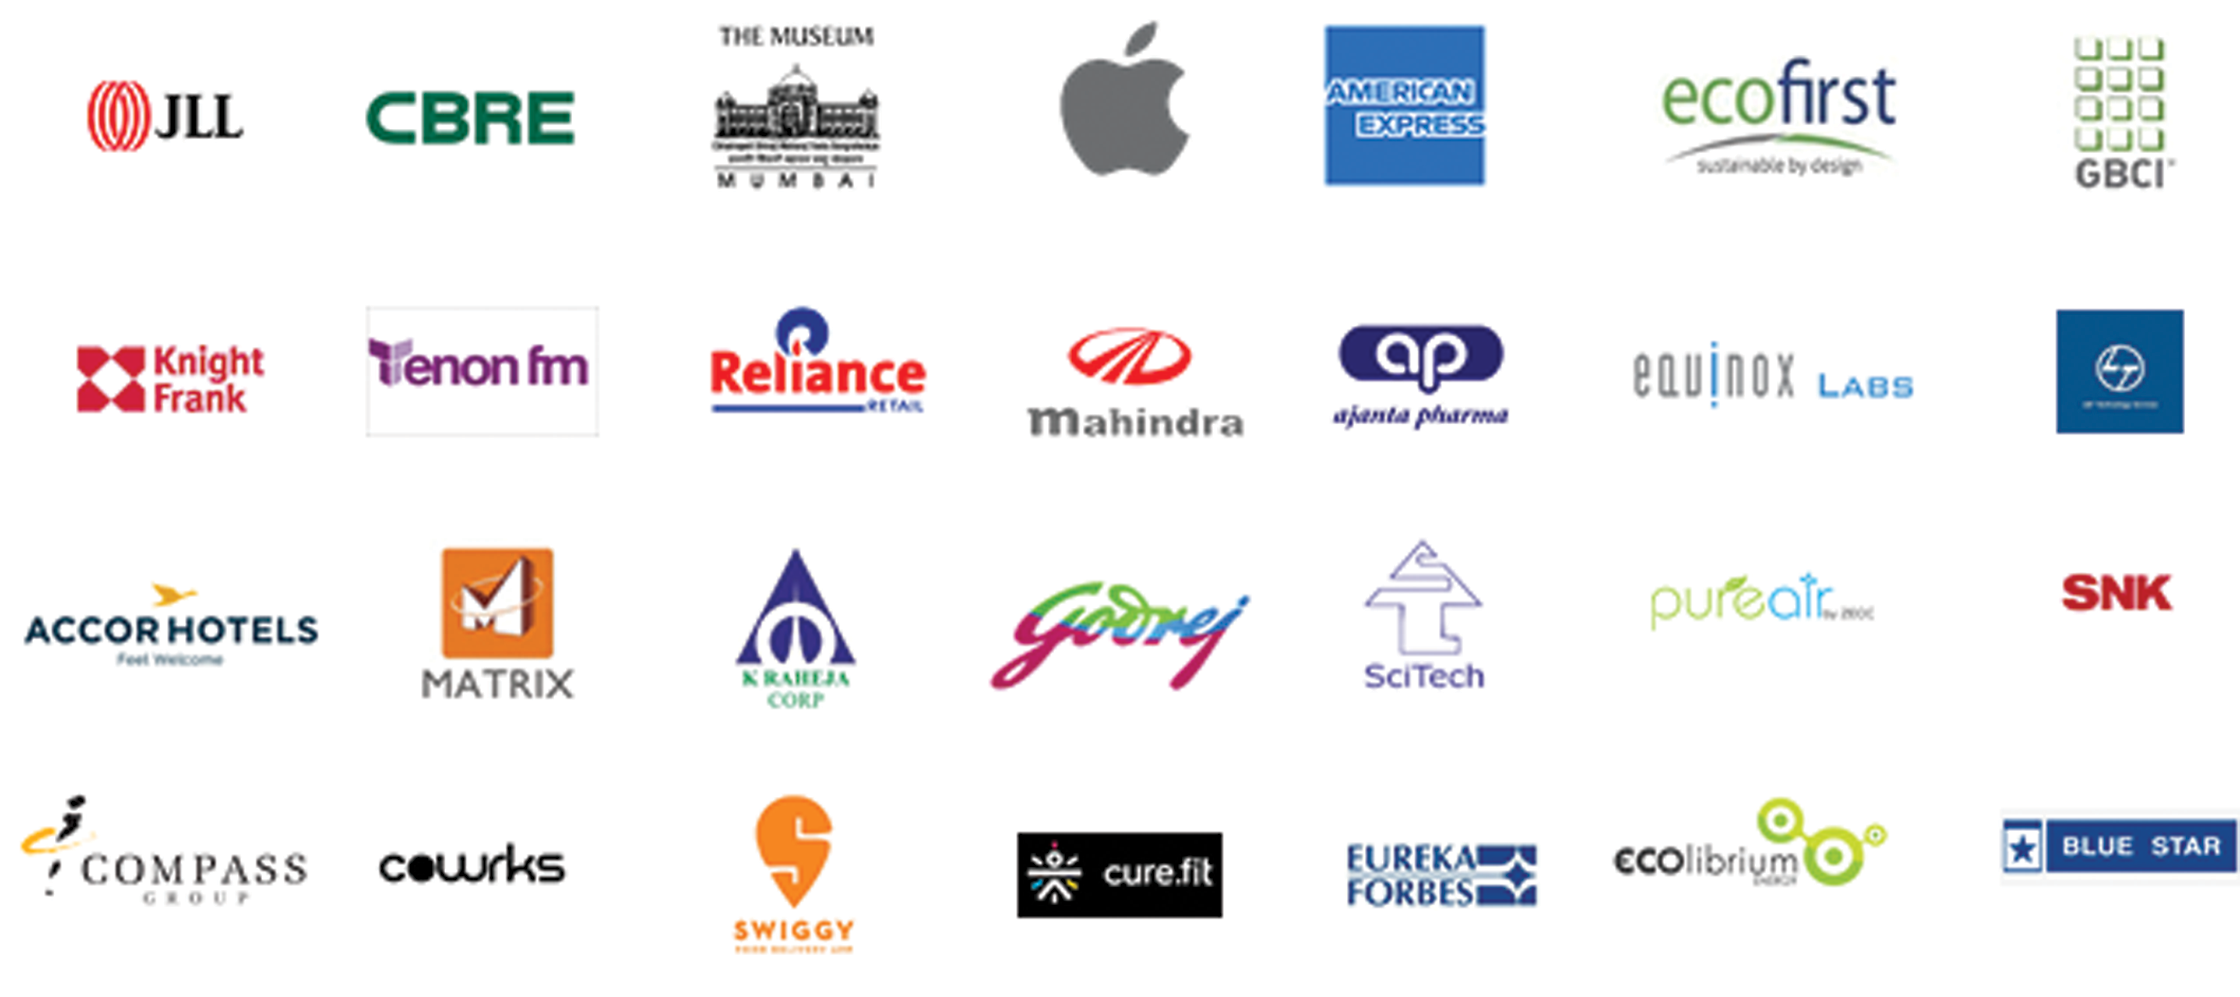 JLL
CBRE
THE MUSEUM
MUMBAI
AMERICAN
EXPRESS
ecofirst
sustainable by design
GBCI
Knight
Frank
Tenon fm
Reliance
RETAIL
mahindra
ap
ajanta pharma
equinox LABS
ACCOR HOTELS
Feel Welcome
MATRIX
K RAHEJA
CORP
Godrej
SciTech
pureair
SNK
COMPASS
GROUP
cowrks
SWIGGY
cure.fit
EUREKA
FORBES
ecolibrium
ENERGY
BLUE STAR